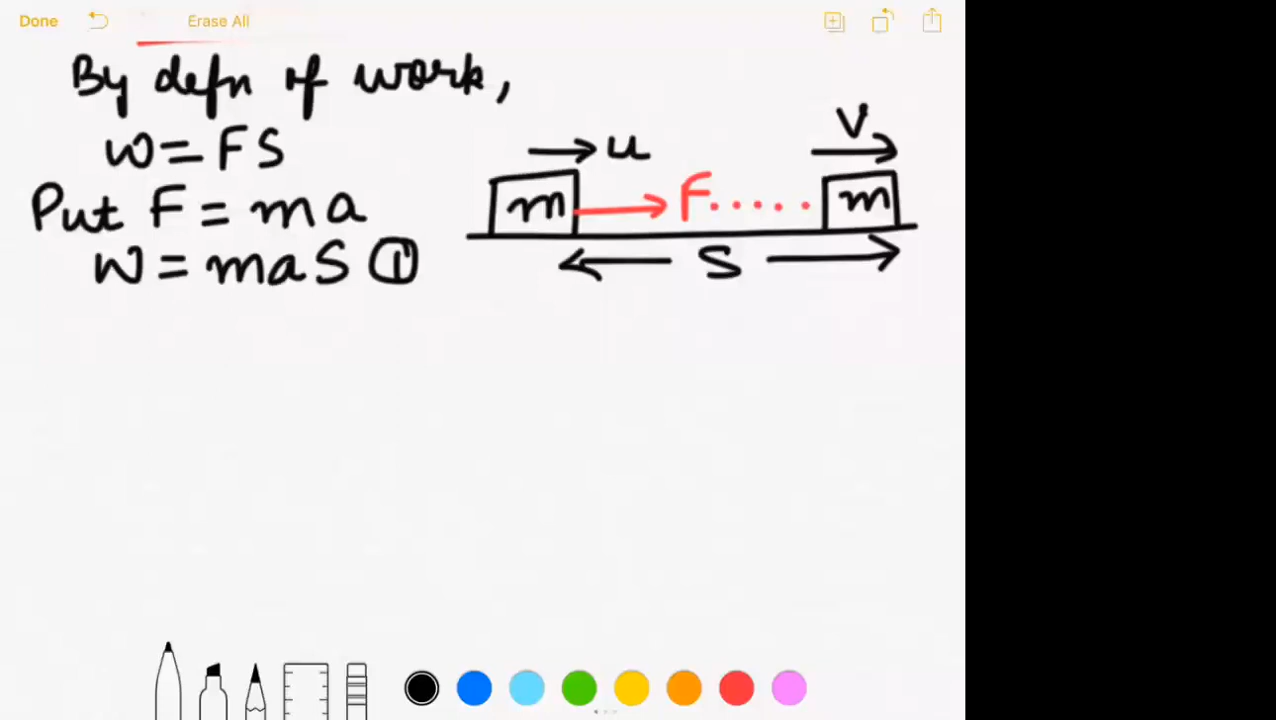 Done Erase All
By defn of work,
W = FS
Put F = ma
W = maS ①
u
V
m
F.....
m
S